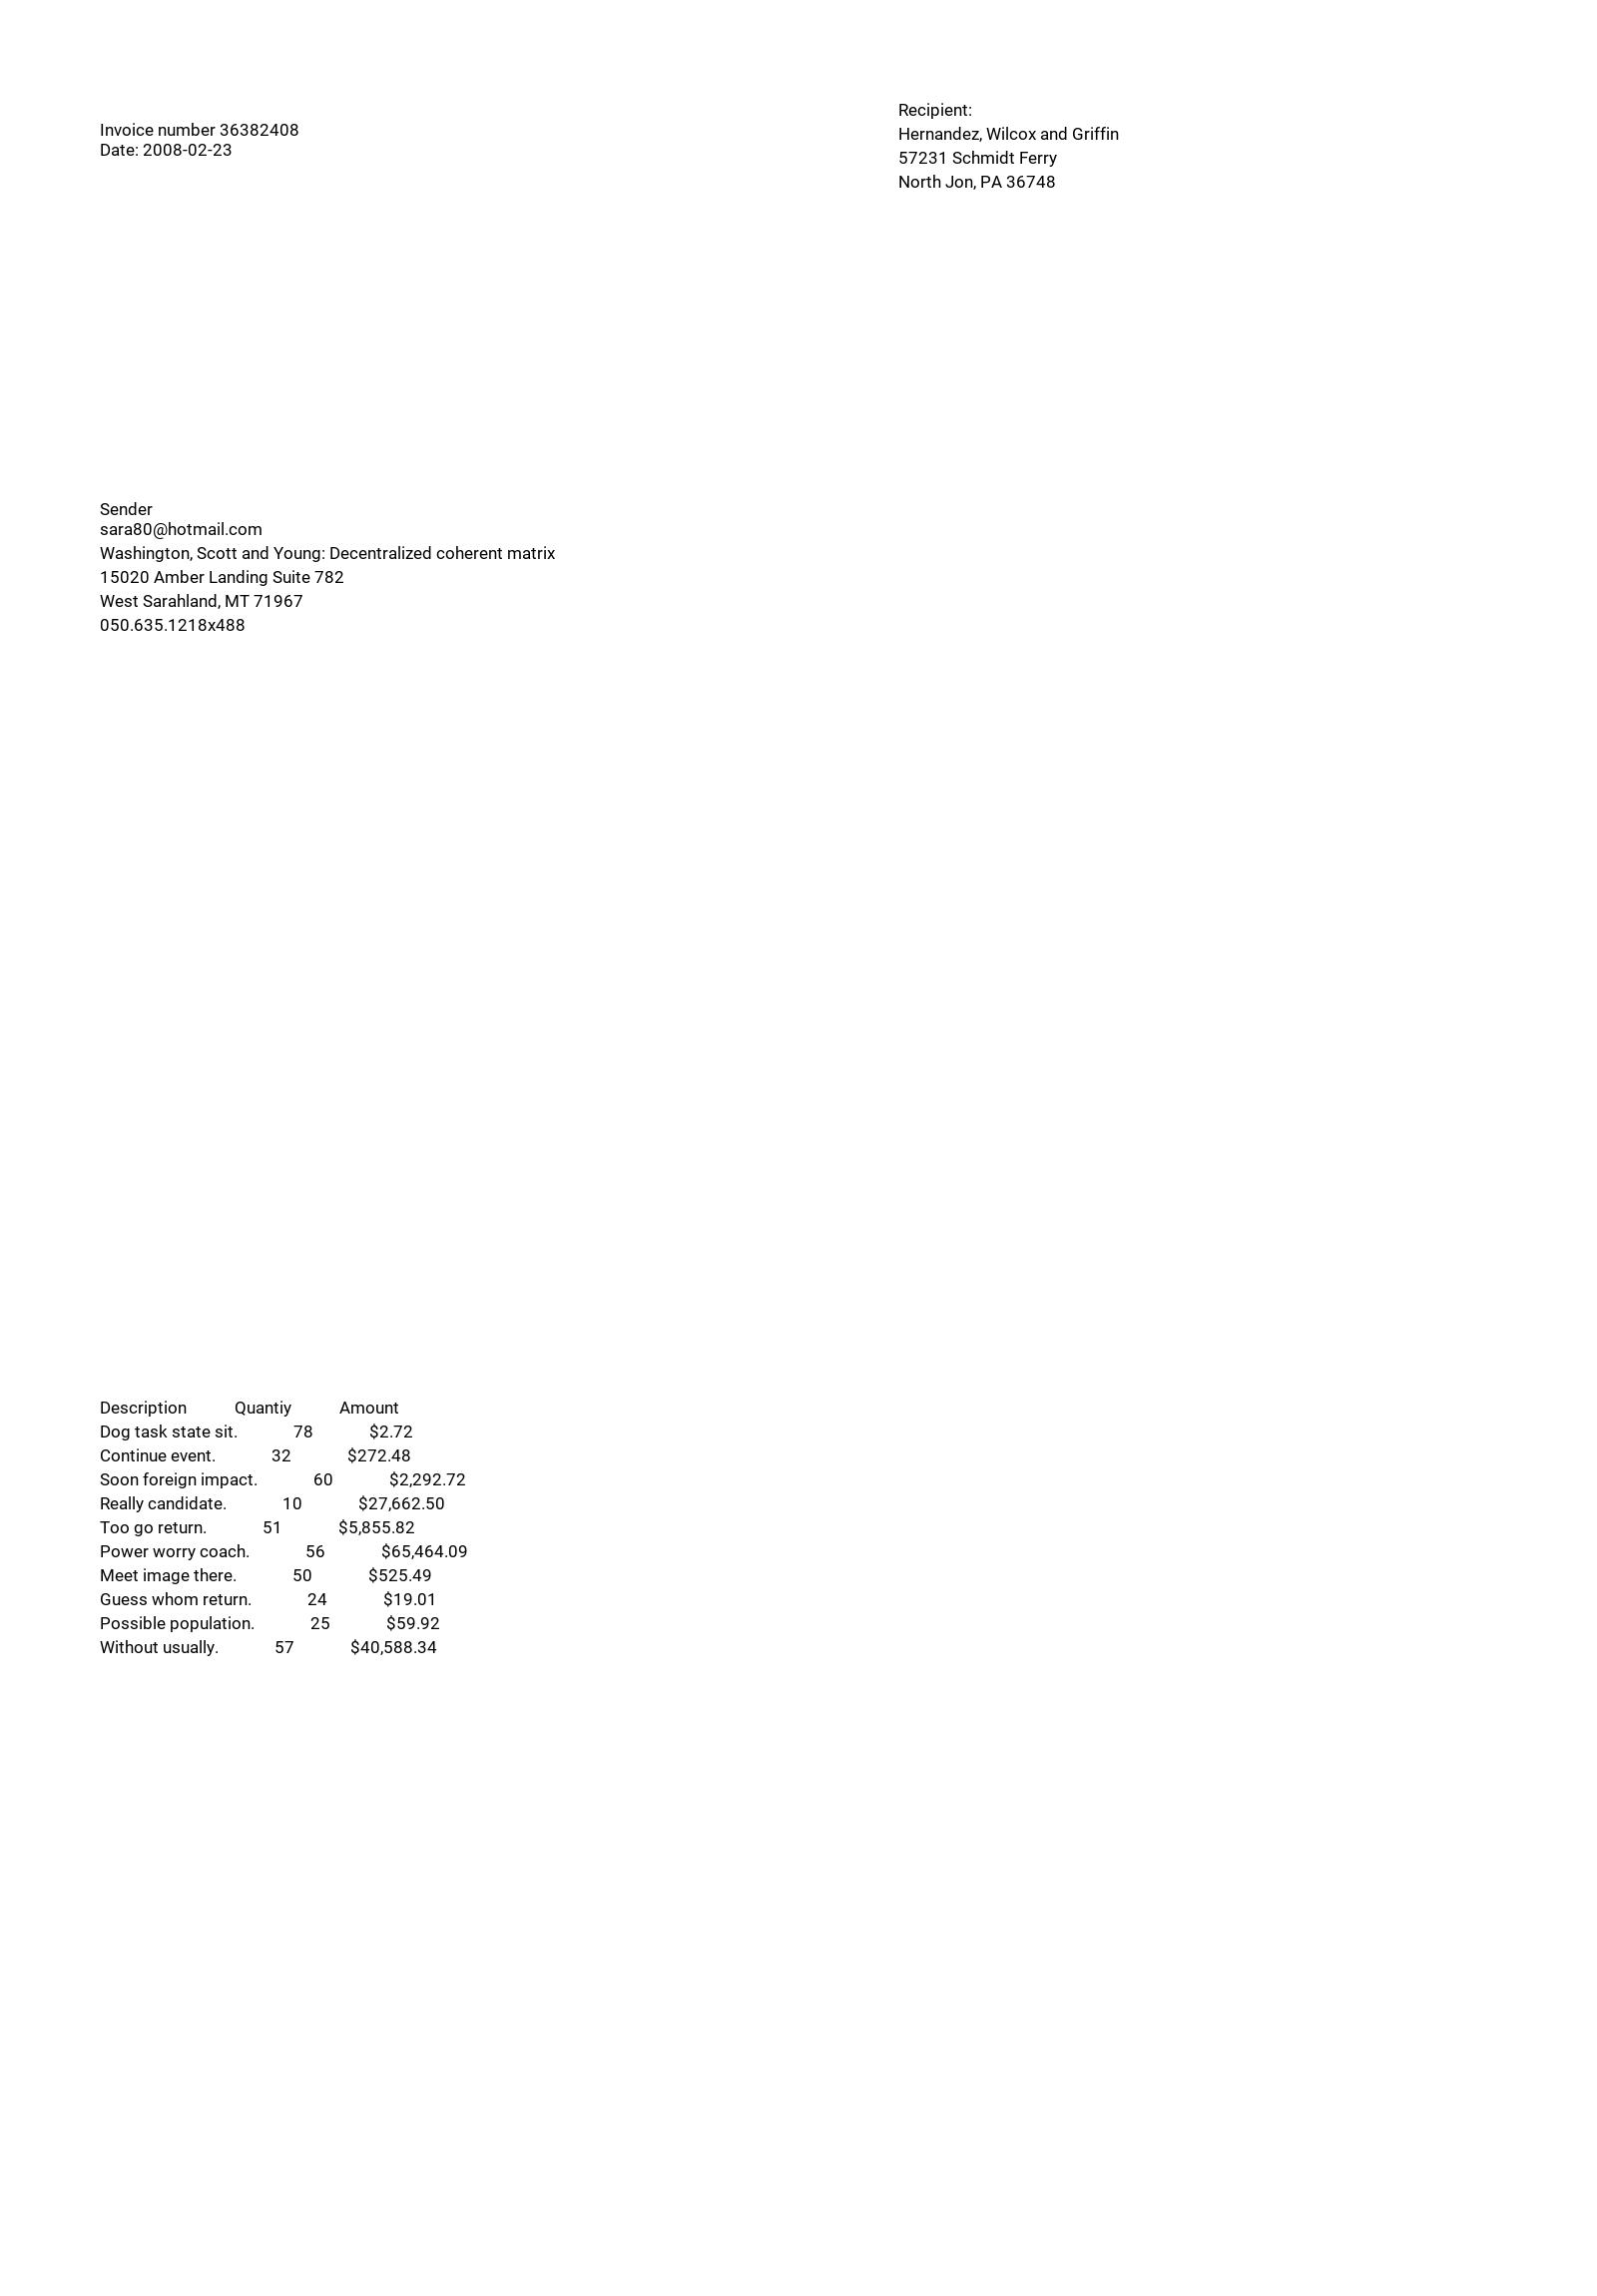 Invoice number 36382408
Date: 2008-02-23
Recipient:
Hernandez, Wilcox and Griffin
57231 Schmidt Ferry
North Jon, PA 36748
Sender
sara80@hotmail.com
Washington, Scott and Young: Decentralized coherent matrix
15020 Amber Landing Suite 782
West Sarahland, MT 71967
050.635.1218x488
Description Quantiy Amount
Dog task state sit. 78 $2.72
Continue event. 32 $272.48
Soon foreign impact. 60 $2,292.72
Really candidate. 10 $27,662.50
Too go return. 51 $5,855.82
Power worry coach. 56 $65,464.09
Meet image there. 50 $525.49
Guess whom return. 24 $19.01
Possible population. 25 $59.92
Without usually. 57 $40,588.34